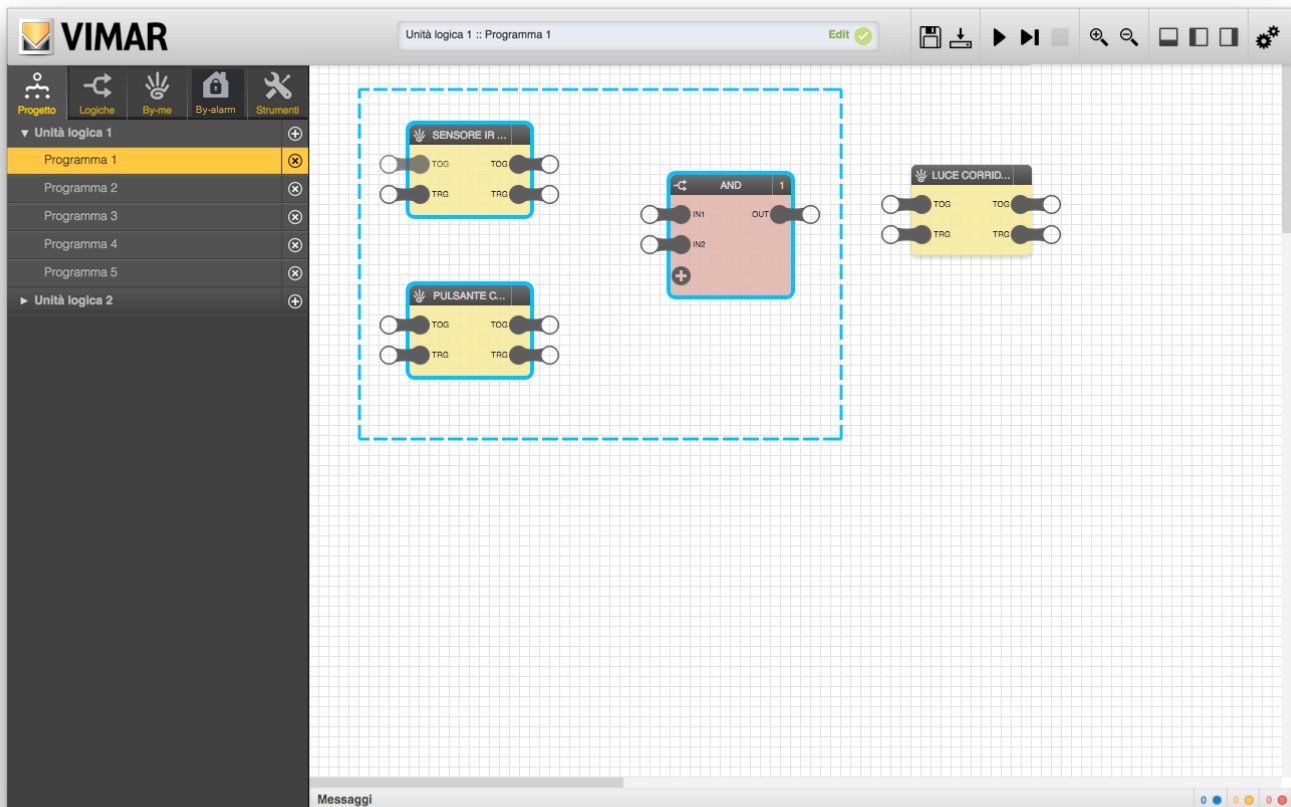 VIMAR
Unità logica 1 :: Programma 1
Edit
Progetto
Logiche
By-me
By-alarm
Strumenti
Unità logica 1
Programma 1
Programma 2
Programma 3
Programma 4
Programma 5
Unità logica 2
SENSORE IR ...
TOG TOG
TRG TRG
AND 1
IN1 OUT
IN2
LUCE CORRID...
TOG TOG
TRG TRG
PULSANTE C...
TOG TOG
TRG TRG
Messaggi
0 0 0